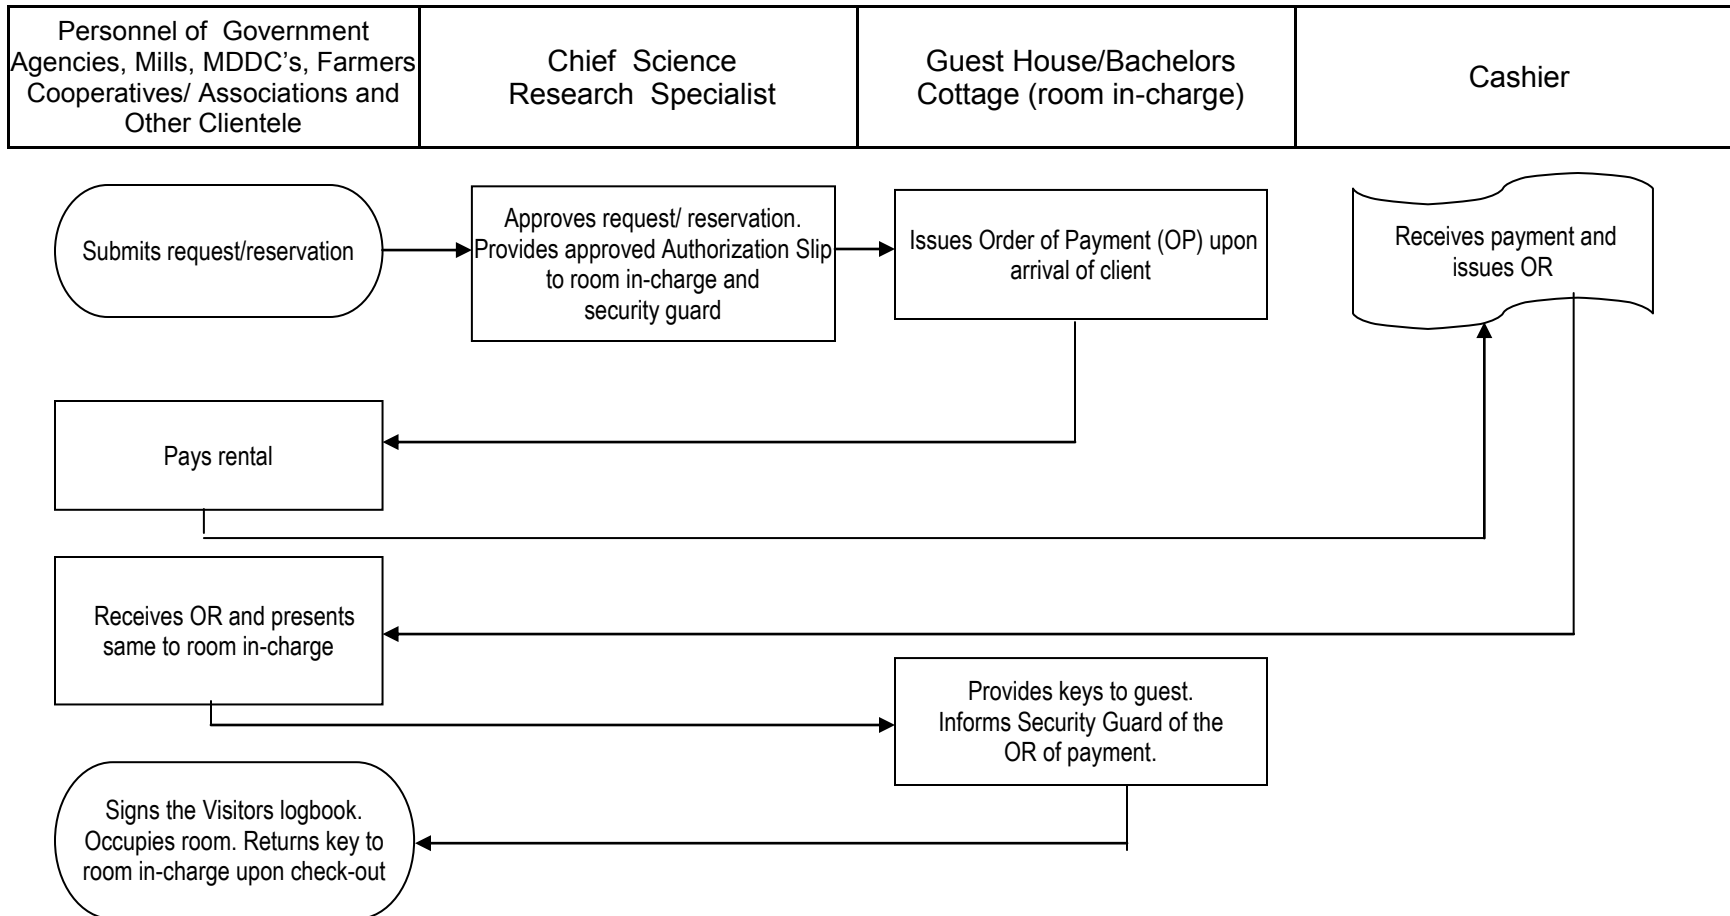 Personnel of Government
Agencies, Mills, MDDC's, Farmers
Cooperatives/ Associations and
Other Clientele
Chief Science
Research Specialist
Guest House/Bachelors
Cottage (room in-charge)
Cashier
Submits request/reservation
Approves request/ reservation.
Provides approved Authorization Slip
to room in-charge and
security guard
Issues Order of Payment (OP) upon
arrival of client
Receives payment and
issues OR
Pays rental
Receives OR and presents
same to room in-charge
Provides keys to guest.
Informs Security Guard of the
OR of payment.
Signs the Visitors logbook.
Occupies room. Returns key to
room in-charge upon check-out